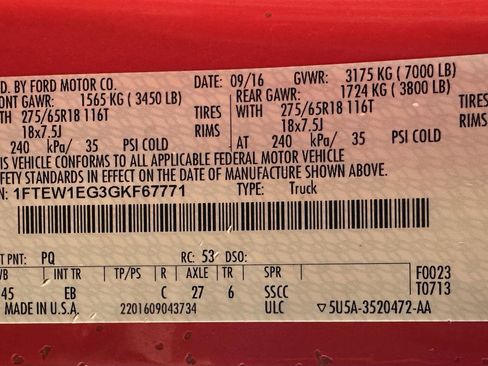 D. BY FORD MOTOR CO. DATE: 09/16 GVWR: 3175 KG ( 7000 LB)
ONT GAWR: 1565 KG ( 3450 LB) REAR GAWR: 1724 KG ( 3800 LB)
TH 275/65R18 116T TIRES WITH 275/65R18 116T TIRES
18x7.5J RIMS 18x7.5J RIMS
240 kPa/ 35 PSI COLD AT 240 kPa/ 35 PSI COLD
IS VEHICLE CONFORMS TO ALL APPLICABLE FEDERAL MOTOR VEHICLE
FETY STANDARDS IN EFFECT ON THE DATE OF MANUFACTURE SHOWN ABOVE.
N: 1FTEW1EG3GKF67771 TYPE: Truck
T PNT: PQ RC: 53 DSO:
WB INT TR TP/PS R AXLE TR SPR F0023
45 EB C 27 6 SSCC T0713
MADE IN U.S.A. 2201609043734 ULC ▽5U5A-3520472-AA